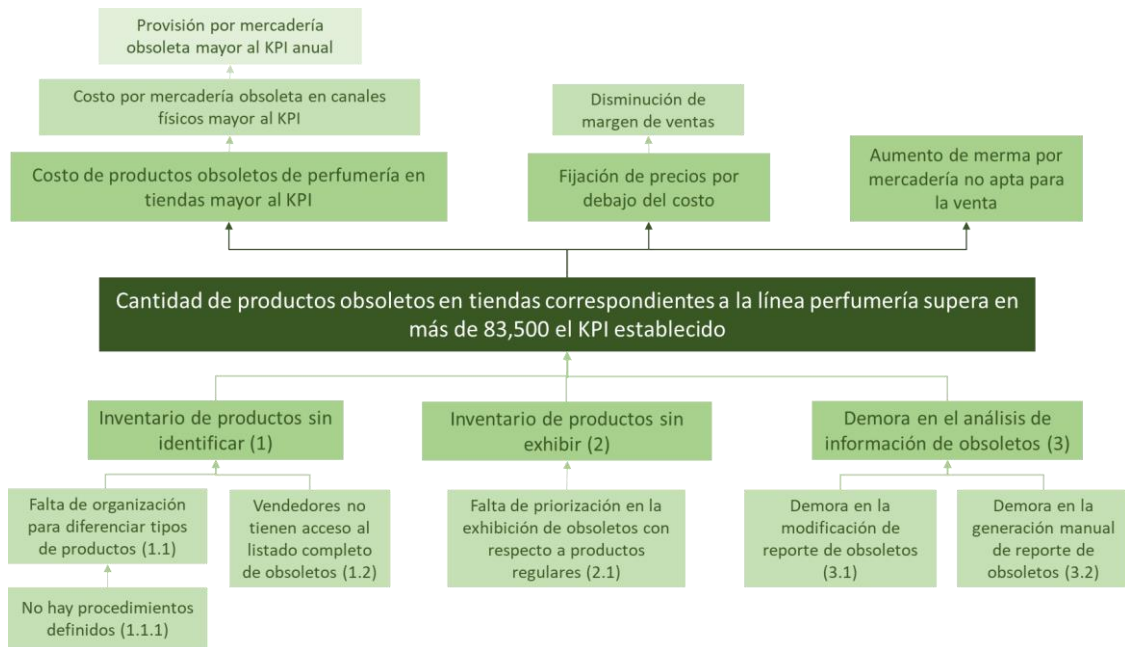 Provisión por mercadería
obsoleta mayor al KPI anual
Costo por mercadería obsoleta en canales
físicos mayor al KPI
Costo de productos obsoletos de perfumería en
tiendas mayor al KPI
Disminución de
margen de ventas
Fijación de precios por
debajo del costo
Aumento de merma por
mercadería no apta para
la venta
Cantidad de productos obsoletos en tiendas correspondientes a la línea perfumería supera en
más de 83,500 el KPI establecido
Inventario de productos sin
identificar (1)
Inventario de productos sin
exhibir (2)
Demora en el análisis de
información de obsoletos (3)
Falta de organización
para diferenciar tipos
de productos (1.1)
Vendedores no
tienen acceso al
listado completo
de obsoletos (1.2)
Falta de priorización en la
exhibición de obsoletos con
respecto a productos
regulares (2.1)
Demora en la
modificación de
reporte de obsoletos
(3.1)
Demora en la
generación manual
de reporte de
obsoletos (3.2)
No hay procedimientos
definidos (1.1.1)